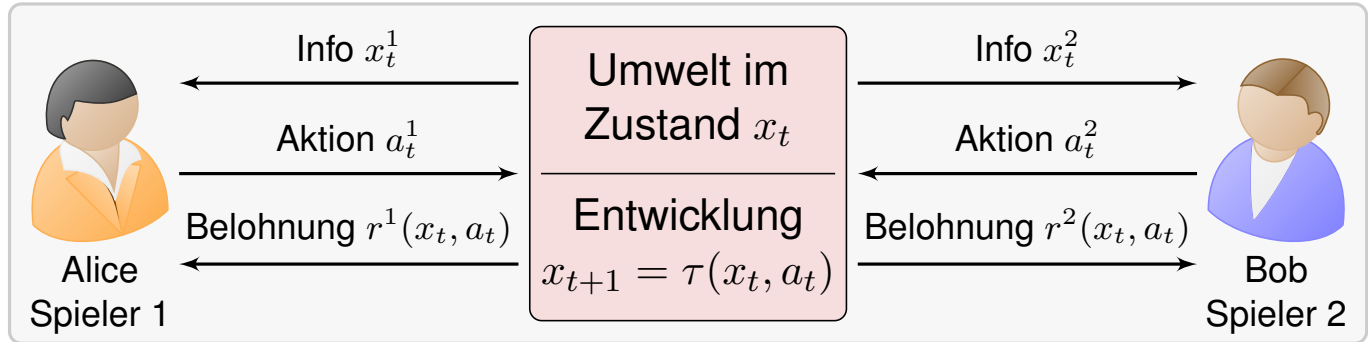 Info $x_t^1$
Aktion $a_t^1$
Belohnung $r^1(x_t, a_t)$
Alice
Spieler 1
Umwelt im
Zustand $x_t$
Entwicklung
$x_{t+1} = \tau(x_t, a_t)$
Info $x_t^2$
Aktion $a_t^2$
Belohnung $r^2(x_t, a_t)$
Bob
Spieler 2